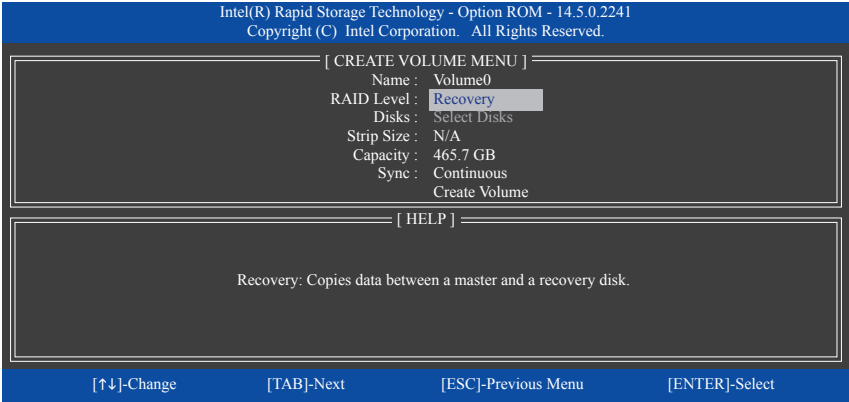 Intel(R) Rapid Storage Technology - Option ROM - 14.5.0.2241
Copyright (C) Intel Corporation. All Rights Reserved.
[ CREATE VOLUME MENU ]
Name : Volume0
RAID Level : Recovery
Disks : Select Disks
Strip Size : N/A
Capacity : 465.7 GB
Sync : Continuous
Create Volume
[ HELP ]
Recovery: Copies data between a master and a recovery disk.
[↑↓]-Change [TAB]-Next [ESC]-Previous Menu [ENTER]-Select